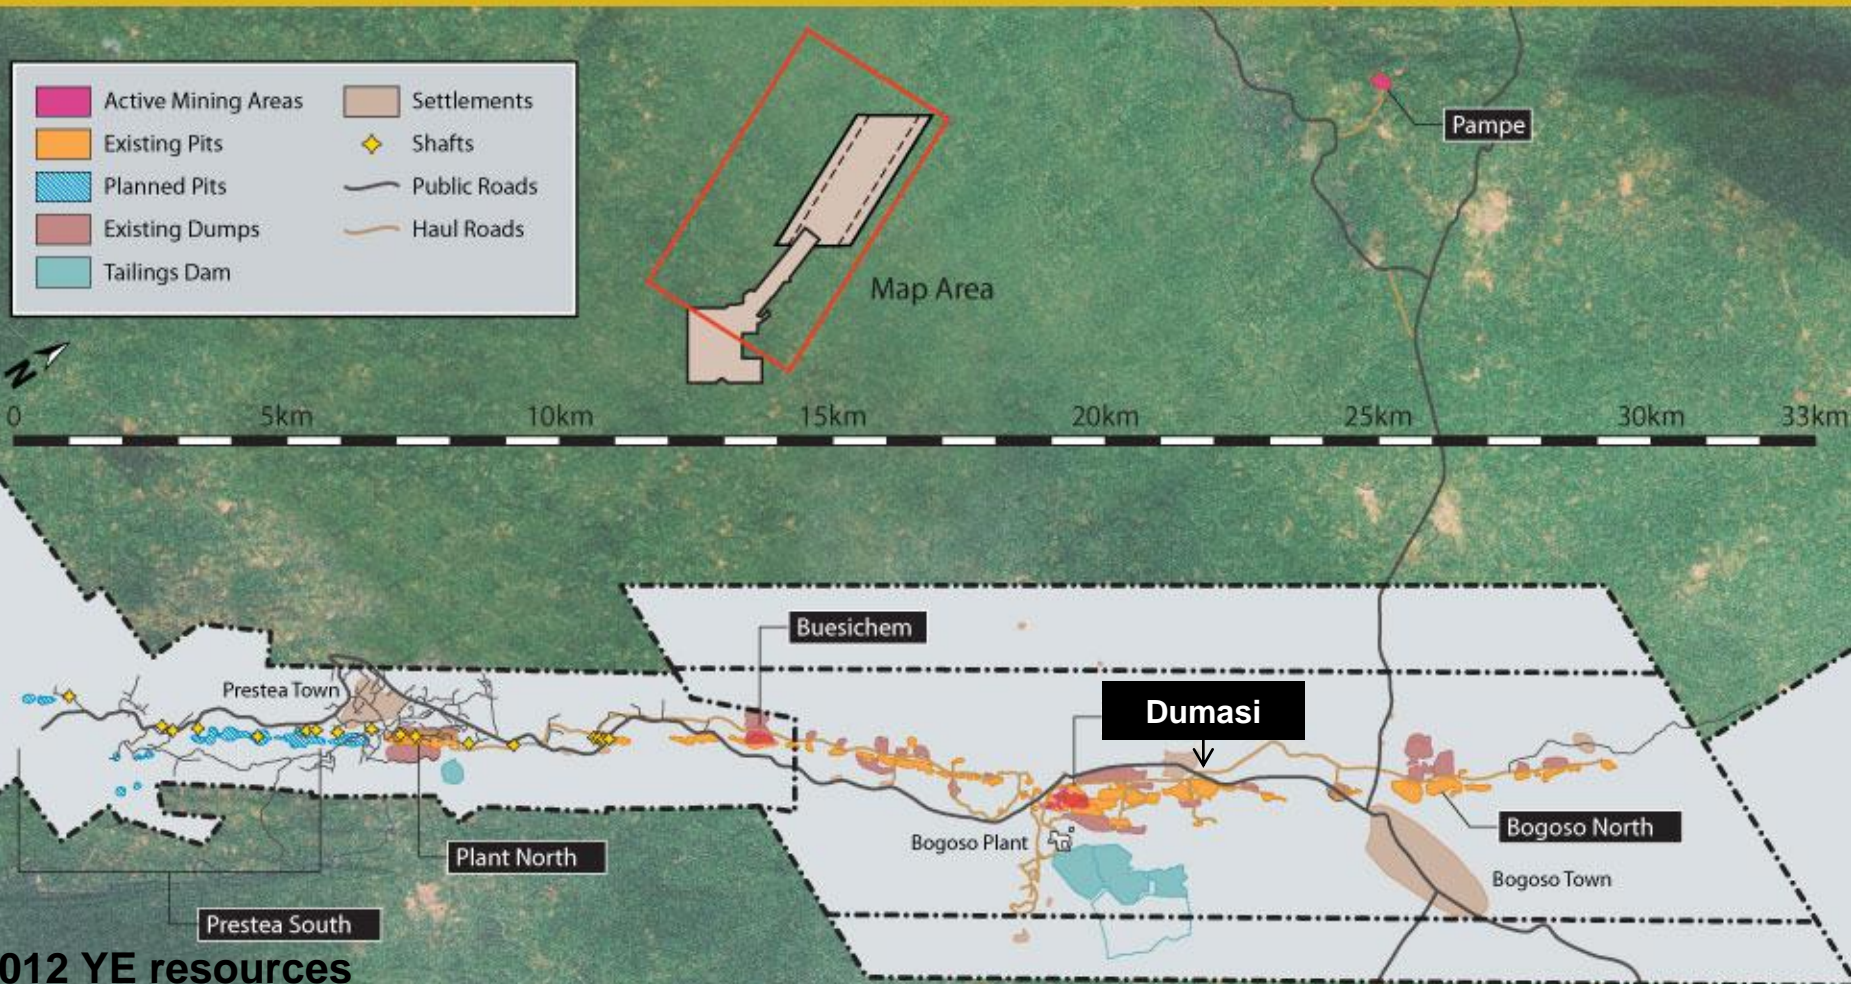 Active Mining Areas
Existing Pits
Planned Pits
Existing Dumps
Tailings Dam
Settlements
Shafts
Public Roads
Haul Roads
Pampe
Map Area
N
0 5km 10km 15km 20km 25km 30km 33km
Buesichem
Prestea Town
Dumasi
Bogoso Plant
Bogoso North
Plant North
Bogoso Town
Prestea South
012 YE resources